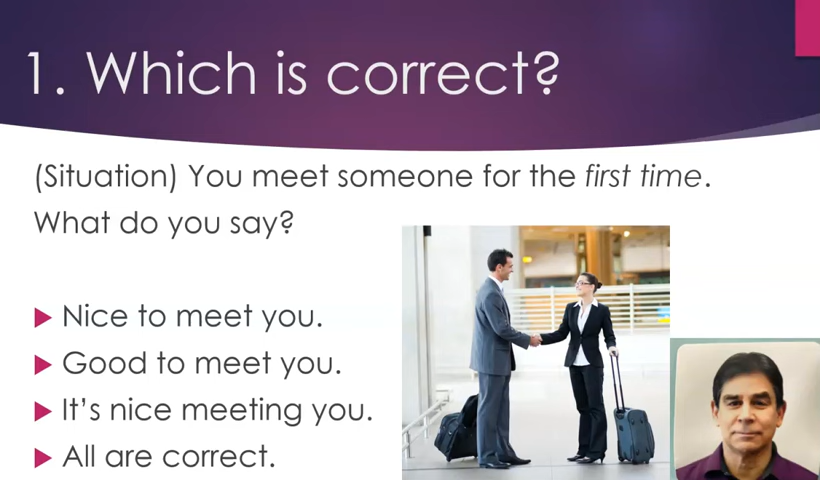 1. Which is correct?
(Situation) You meet someone for the first time.
What do you say?
Nice to meet you.
Good to meet you.
It’s nice meeting you.
All are correct.